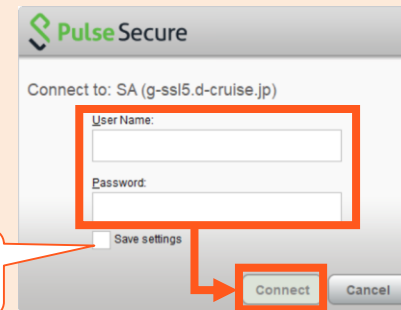 Pulse Secure
Connect to: SA (g-ssl5.d-cruise.jp)
User Name:
Password:
Save settings
Connect Cancel